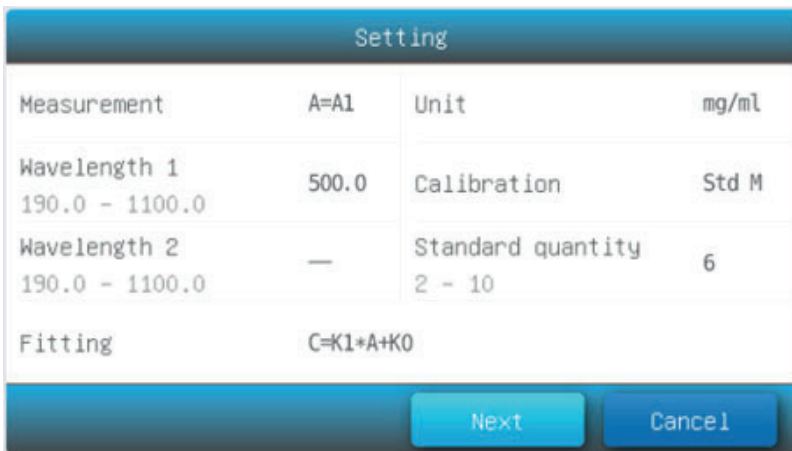 Setting
Measurement A=A1 Unit mg/ml
Wavelength 1 500.0 Calibration Std M
190.0 - 1100.0
Wavelength 2 — Standard quantity 6
190.0 - 1100.0 2 - 10
Fitting C=K1*A+K0
Next Cancel